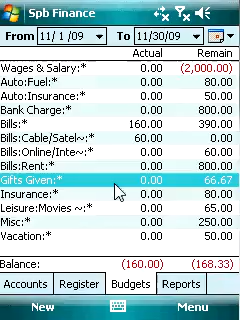 Spb Finance
From 11/ 1 /09 To 11/30/09
Actual Remain
Wages & Salary:* 0.00 (2,000.00)
Auto:Fuel:* 0.00 80.00
Auto:Insurance:* 0.00 50.00
Bank Charge:* 0.00 800.00
Bills:* 160.00 390.00
Bills:Cable/Satel~:* 60.00 0.00
Bills:Online/Inte~:* 0.00 60.00
Bills:Rent:* 0.00 800.00
Gifts Given:* 0.00 66.67
Insurance:* 0.00 80.00
Leisure:Movies ~:* 0.00 65.00
Misc:* 0.00 250.00
Vacation:* 0.00 50.00
Balance: (160.00) (168.33)
Accounts Register Budgets Reports
New Menu